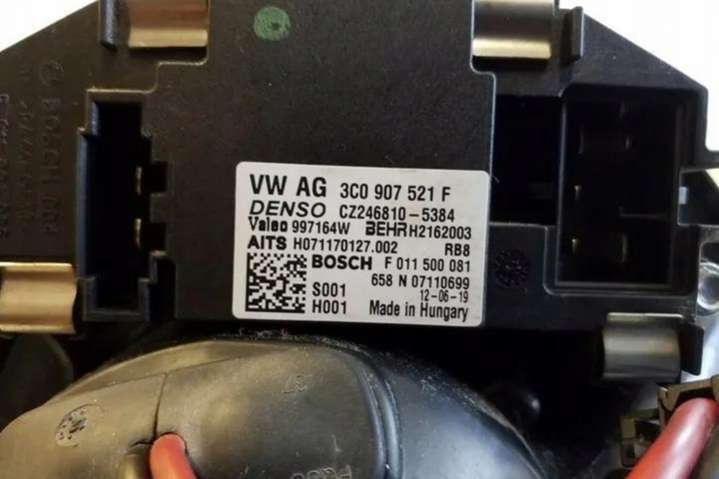 VW AG 3C0 907 521 F
DENSO CZ246810-5384
Valeo 997164W BEHR H2162003
AITS H071170127.002 RB8
BOSCH F 011 500 081
658 N 07110699
S001 12-06-19
H001 Made in Hungary
BOSCH